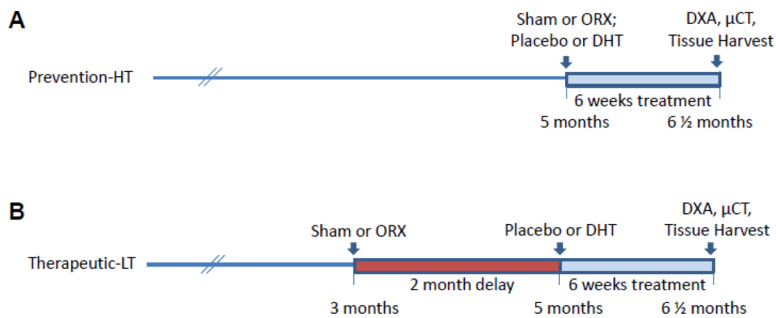 A
Sham or ORX;
Placebo or DHT
DXA, µCT,
Tissue Harvest
Prevention-HT
6 weeks treatment
5 months
6 ½ months
B
Sham or ORX
Placebo or DHT
DXA, µCT,
Tissue Harvest
Therapeutic-LT
2 month delay
6 weeks treatment
3 months
5 months
6 ½ months